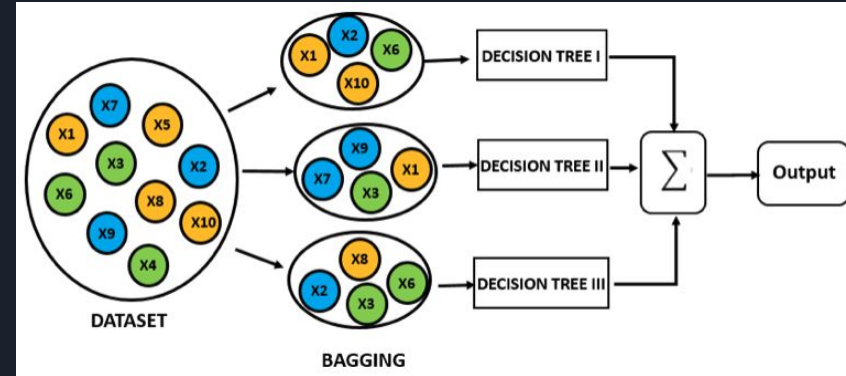 X7
X1
X5
X3
X2
X6
X8
X10
X9
X4
DATASET
X2
X1
X6
X10
X9
X7
X1
X3
X8
X2
X6
X3
BAGGING
DECISION TREE I
DECISION TREE II
DECISION TREE III
∑
Output